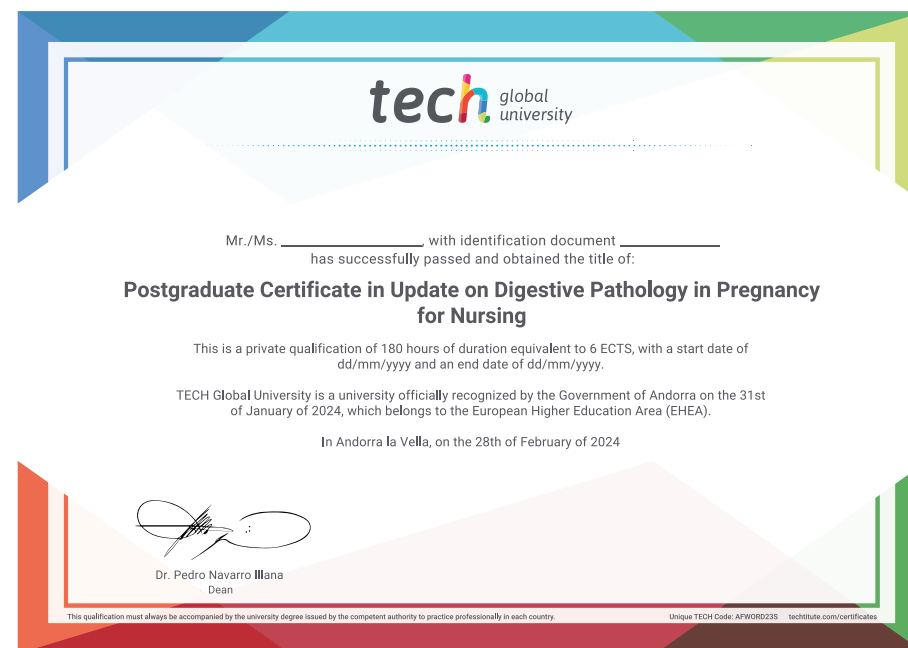 tech global university
Mr./Ms. ____________, with identification document ____________
has successfully passed and obtained the title of:
Postgraduate Certificate in Update on Digestive Pathology in Pregnancy
for Nursing
This is a private qualification of 180 hours of duration equivalent to 6 ECTS, with a start date of
dd/mm/yyyy and an end date of dd/mm/yyyy.
TECH Global University is a university officially recognized by the Government of Andorra on the 31st
of January of 2024, which belongs to the European Higher Education Area (EHEA).
In Andorra la Vella, on the 28th of February of 2024
Dr. Pedro Navarro Illana
Dean
This qualification must always be accompanied by the university degree issued by the competent authority to practice professionally in each country.
Unique TECH Code: AFWORD23S techtitute.com/certificates